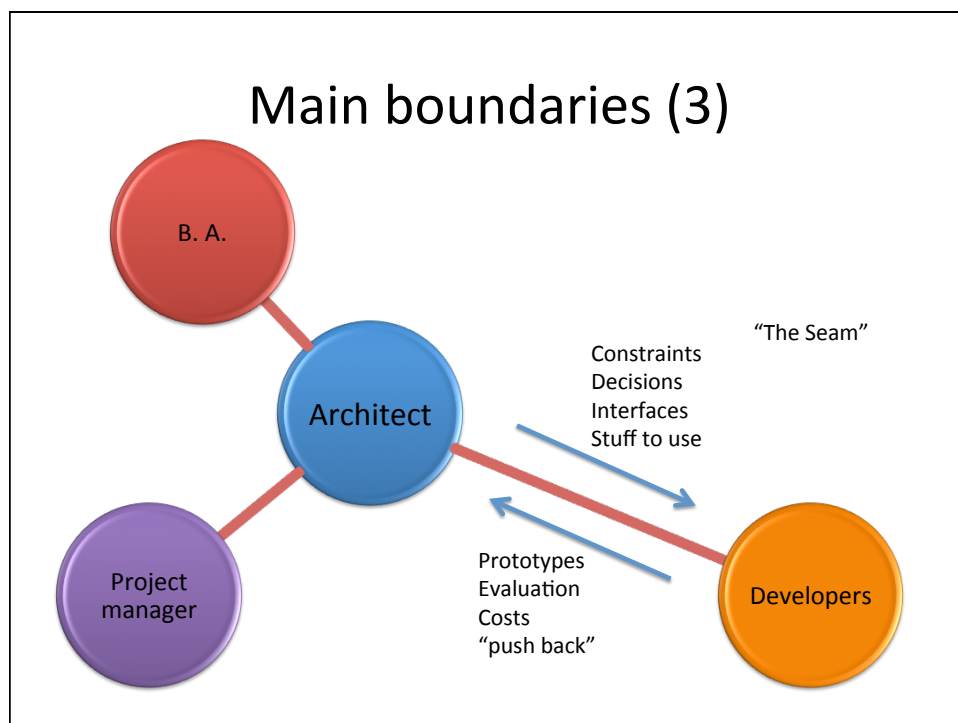 Main boundaries (3)
B. A.
“The Seam”
Constraints
Decisions
Interfaces
Stuff to use
Architect
Prototypes
Evaluation
Costs
“push back”
Project
manager
Developers